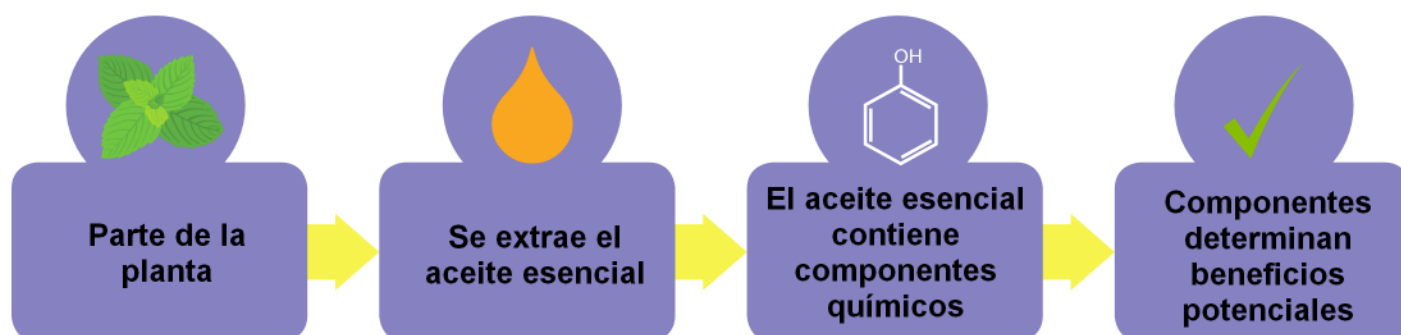 Parte de la
planta
Se extrae el
aceite esencial
OH
El aceite esencial
contiene
componentes
químicos
Componentes
determinan
beneficios
potenciales